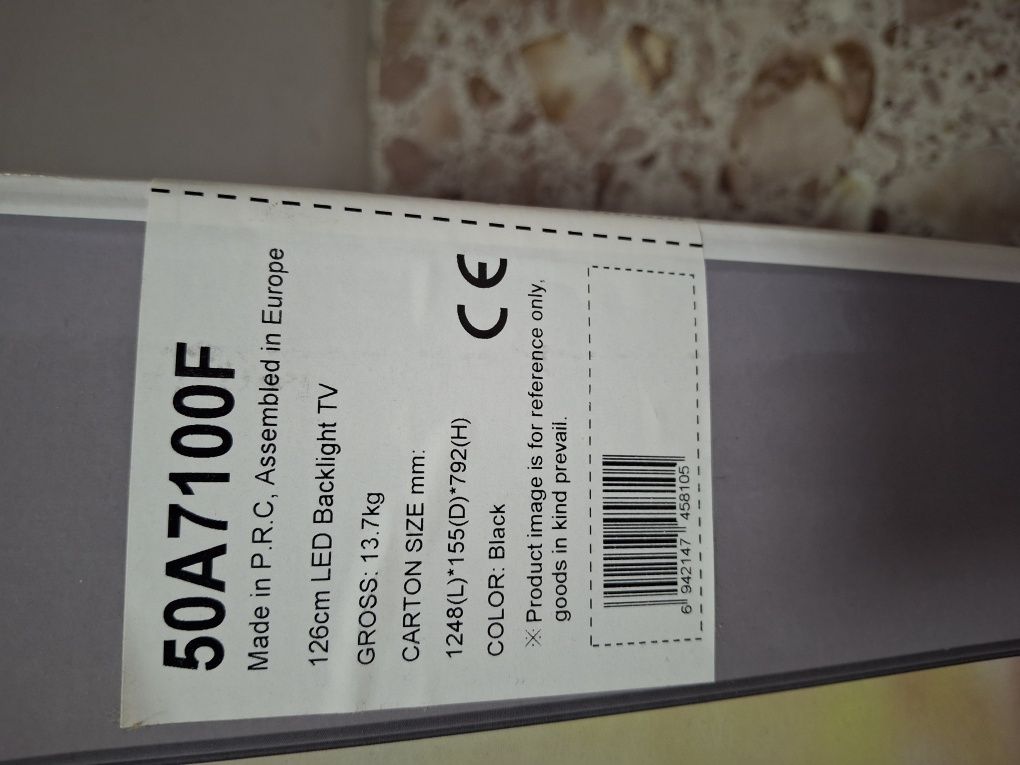 50A7100F
Made in P.R.C, Assembled in Europe
126cm LED Backlight TV
GROSS: 13.7kg
CARTON SIZE mm:
1248(L)*155(D)*792(H)
COLOR: Black
CE
※ Product image is for reference only,
goods in kind prevail.
6 942147 458105